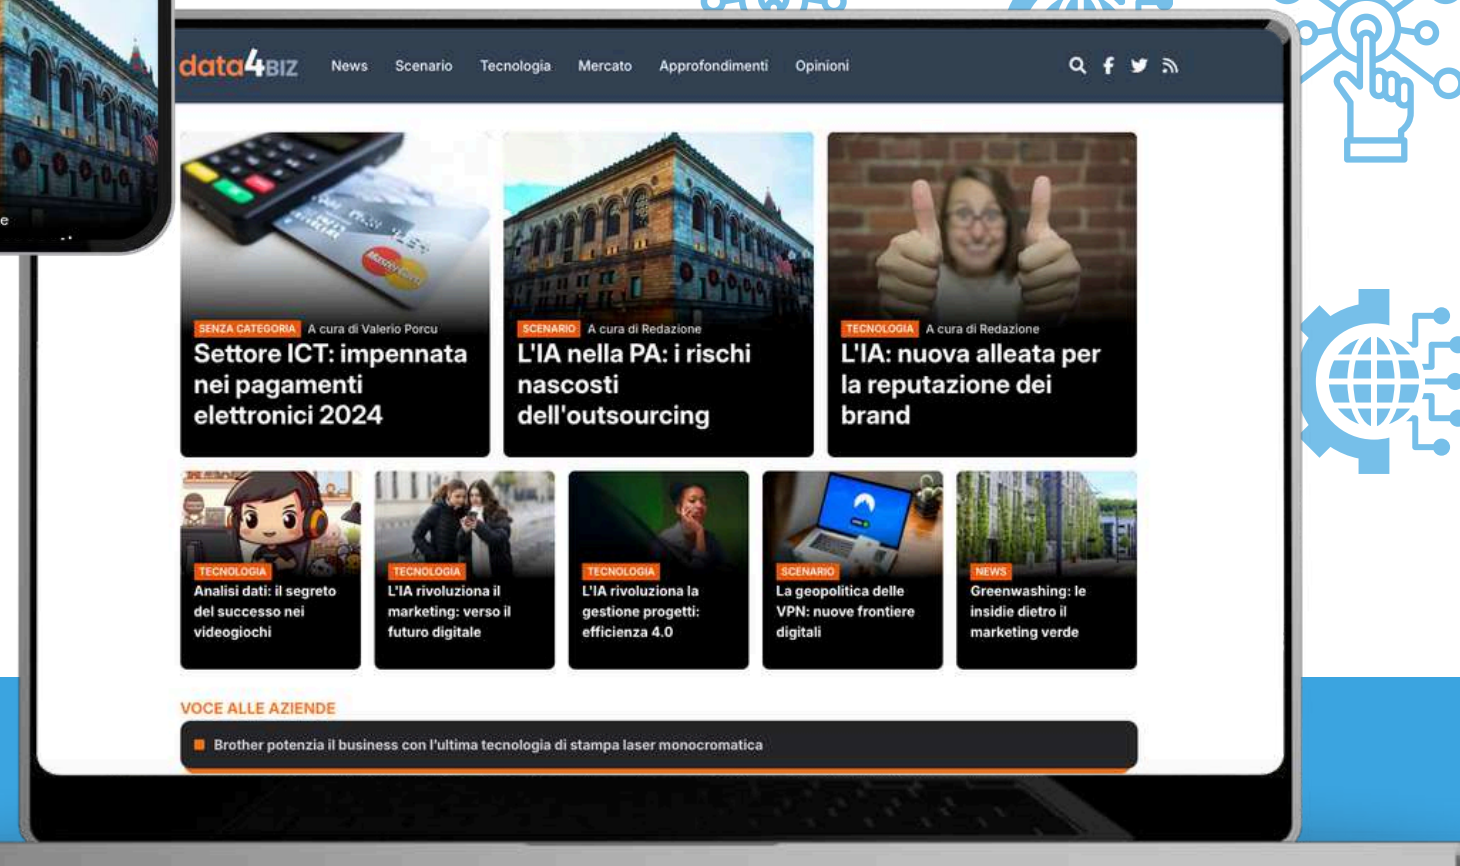 e
data4BIZ
News Scenario Tecnologia Mercato Approfondimenti Opinioni
SENZA CATEGORIA A cura di Valerio Porcu
Settore ICT: impennata
nei pagamenti
elettronici 2024
SCENARIO A cura di Redazione
L'IA nella PA: i rischi
nascosti
dell'outsourcing
TECNOLOGIA A cura di Redazione
L'IA: nuova alleata per
la reputazione dei
brand
TECNOLOGIA
Analisi dati: il segreto
del successo nei
videogiochi
TECNOLOGIA
L'IA rivoluziona il
marketing: verso il
futuro digitale
TECNOLOGIA
L'IA rivoluziona la
gestione progetti:
efficienza 4.0
SCENARIO
La geopolitica delle
VPN: nuove frontiere
digitali
NEWS
Greenwashing: le
insidie dietro il
marketing verde
VOCE ALLE AZIENDE
Brother potenzia il business con l'ultima tecnologia di stampa laser monocromatica